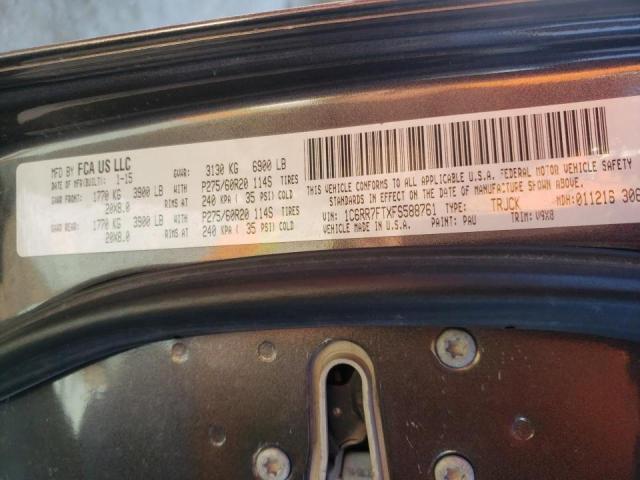 MFD BY FCA US LLC
DATE OF MFR(BUILT): 1-15 GVWR: 3130 KG 6900 LB
GAWR FRONT: 1770 KG 3900 LB WITH P275/60R20 114S TIRES
20X8.0 RIMS AT 240 KPA ( 35 PSI) COLD
GAWR REAR: 1770 KG 3900 LB WITH P275/60R20 114S TIRES
20X8.0 RIMS AT 240 KPA ( 35 PSI) COLD
THIS VEHICLE CONFORMS TO ALL APPLICABLE U.S.A. FEDERAL MOTOR VEHICLE SAFETY
STANDARDS IN EFFECT ON THE DATE OF MANUFACTURE SHOWN ABOVE.
VIN: 1C6RR7FTXFS588761 TYPE: TRUCK MDH: 011216 306
VEHICLE MADE IN U.S.A. PAINT: PAU TRIM: V9X8